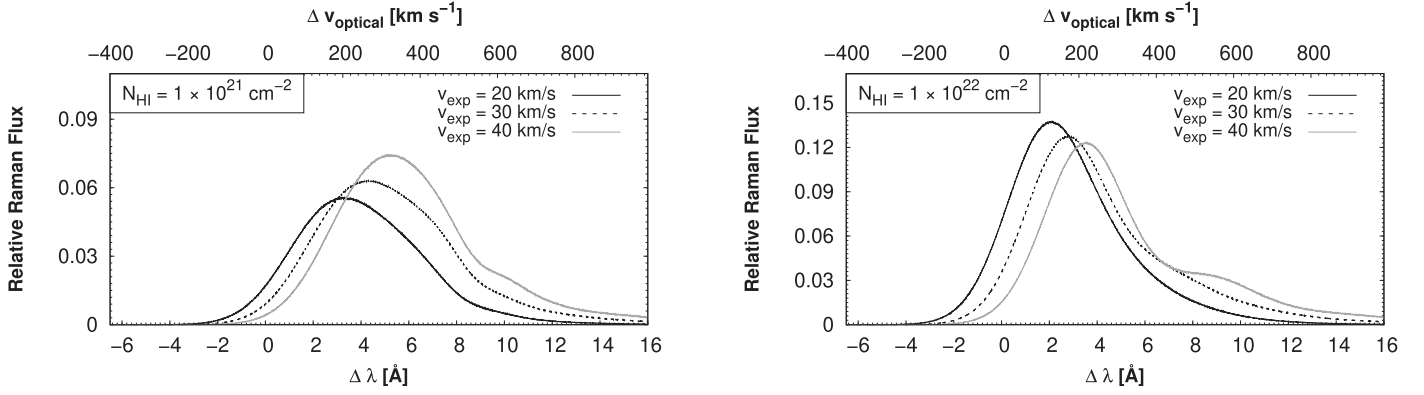 Δ v_optical [km s⁻¹]
−400 −200 0 200 400 600 800
N_HI = 1 × 10²¹ cm⁻²
v_exp = 20 km/s
v_exp = 30 km/s
v_exp = 40 km/s
Relative Raman Flux
0.09
0.06
0.03
0
−6 −4 −2 0 2 4 6 8 10 12 14 16
Δ λ [Å]
Δ v_optical [km s⁻¹]
−400 −200 0 200 400 600 800
N_HI = 1 × 10²² cm⁻²
v_exp = 20 km/s
v_exp = 30 km/s
v_exp = 40 km/s
Relative Raman Flux
0.15
0.12
0.09
0.06
0.03
0
−6 −4 −2 0 2 4 6 8 10 12 14 16
Δ λ [Å]